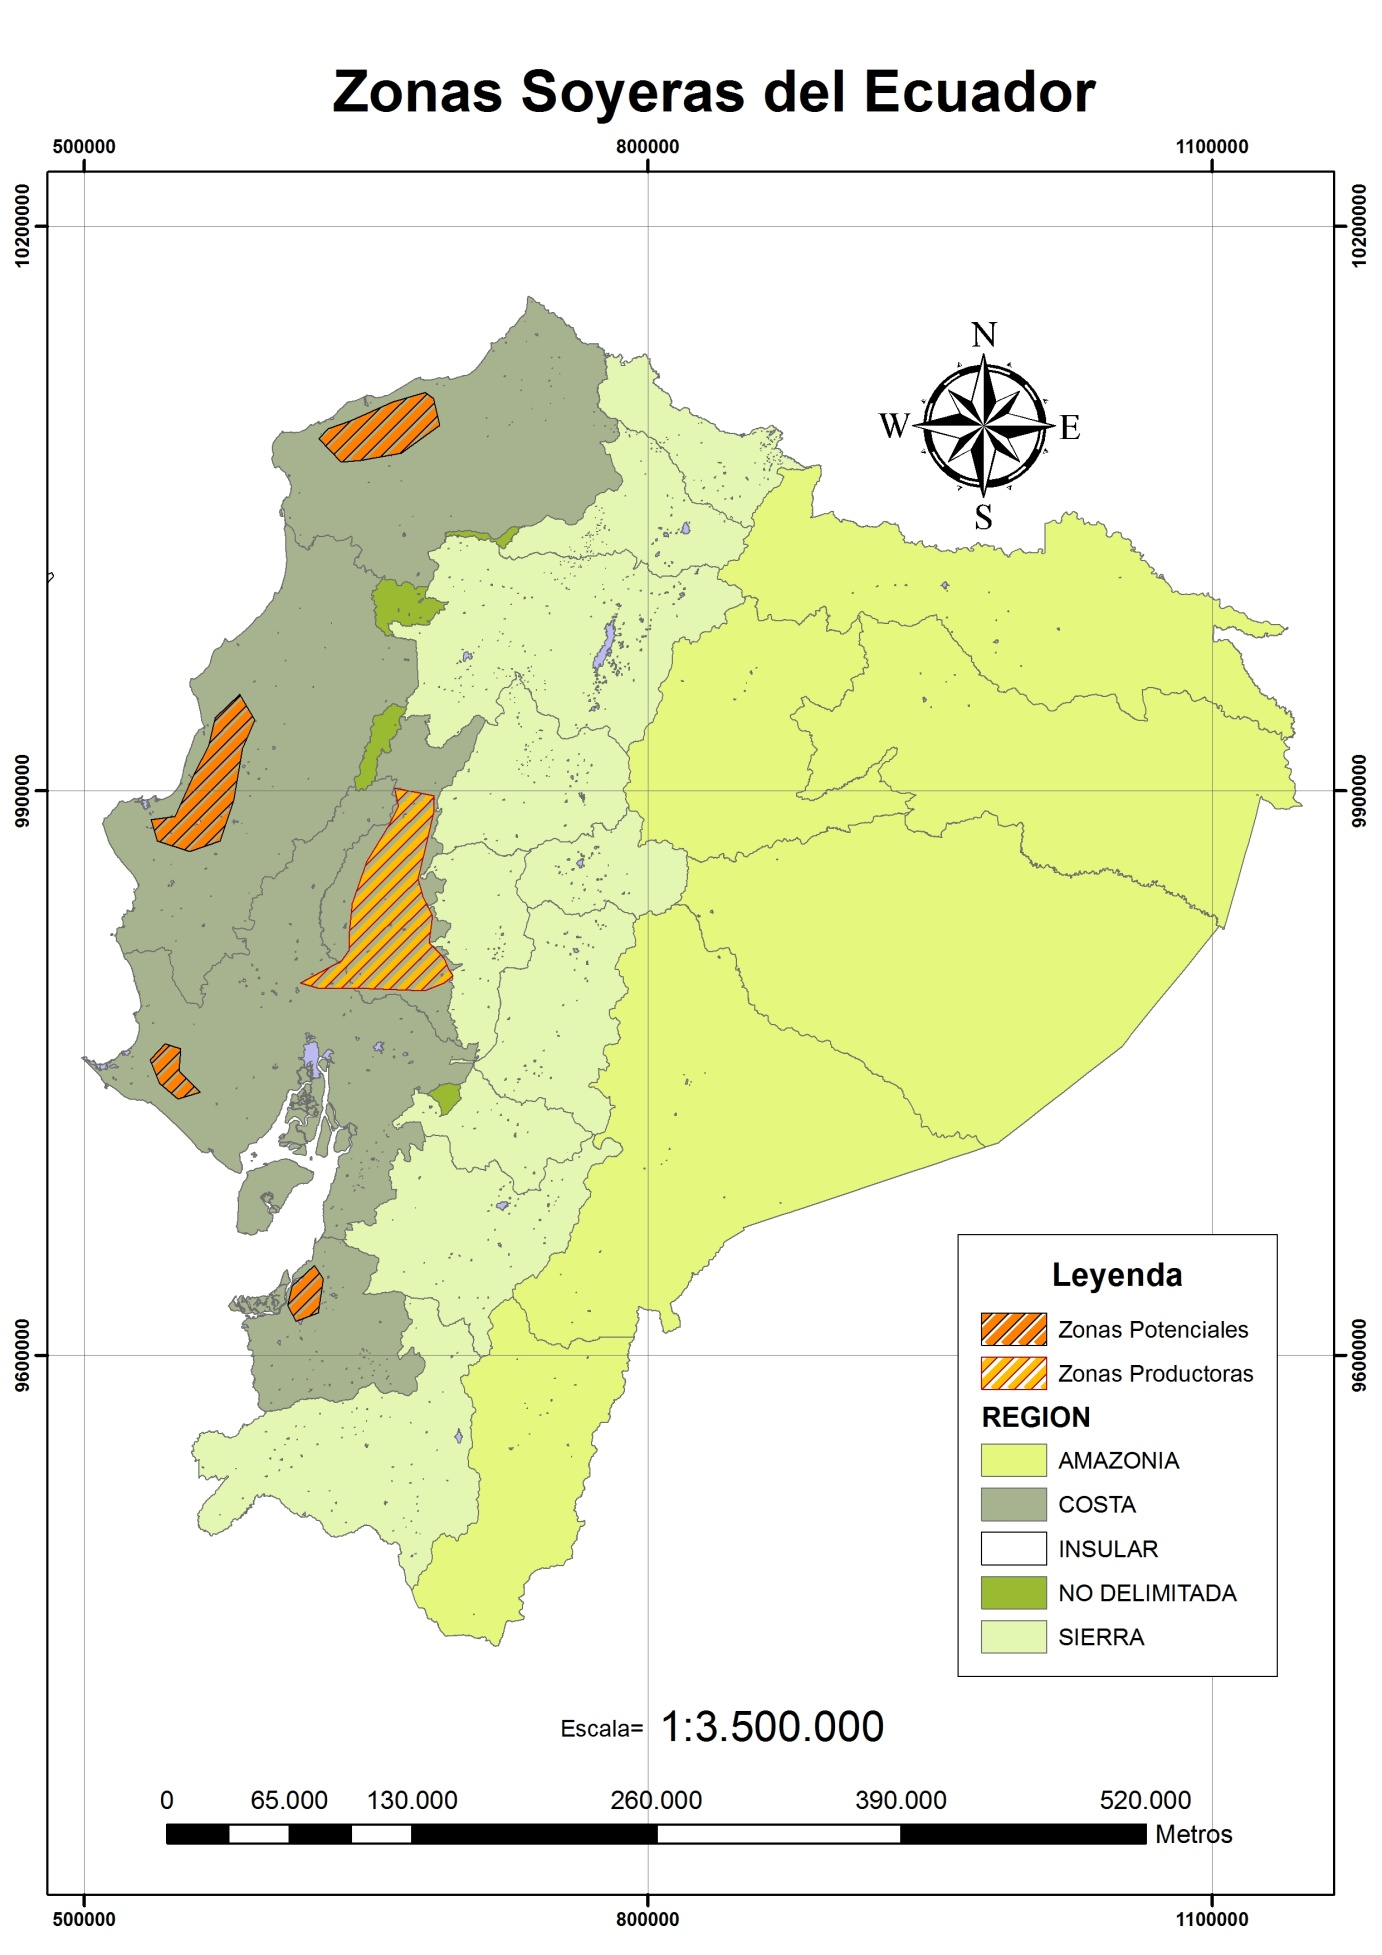 Zonas Soyeras del Ecuador
500000 800000 1100000
10200000 10200000
N
W E
S
9900000 9900000
9600000 9600000
Leyenda
Zonas Potenciales
Zonas Productoras
REGION
AMAZONIA
COSTA
INSULAR
NO DELIMITADA
SIERRA
Escala= 1:3.500.000
0 65.000 130.000 260.000 390.000 520.000
Metros
500000 800000 1100000